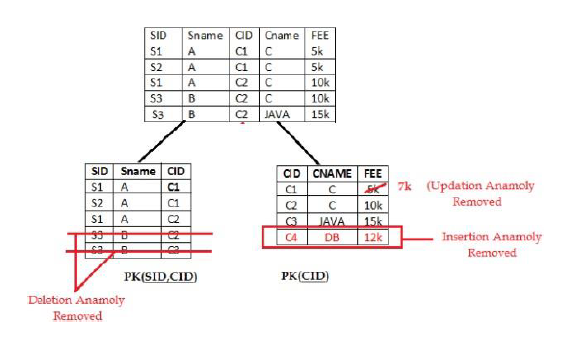 SID Sname CID Cname FEE
S1 A C1 C 5k
S2 A C1 C 5k
S1 A C2 C 10k
S3 B C2 C 10k
S3 B C2 JAVA 15k
SID Sname CID
S1 A C1
S2 A C1
S1 A C2
S3 B C2
S3 B C3
PK(SID,CID)
Deletion Anamoly
Removed
CID CNAME FEE
C1 C 5k 7k
C2 C 10k
C3 JAVA 15k
C4 DB 12k
PK(CID)
(Updation Anamoly
Removed
Insertion Anamoly
Removed